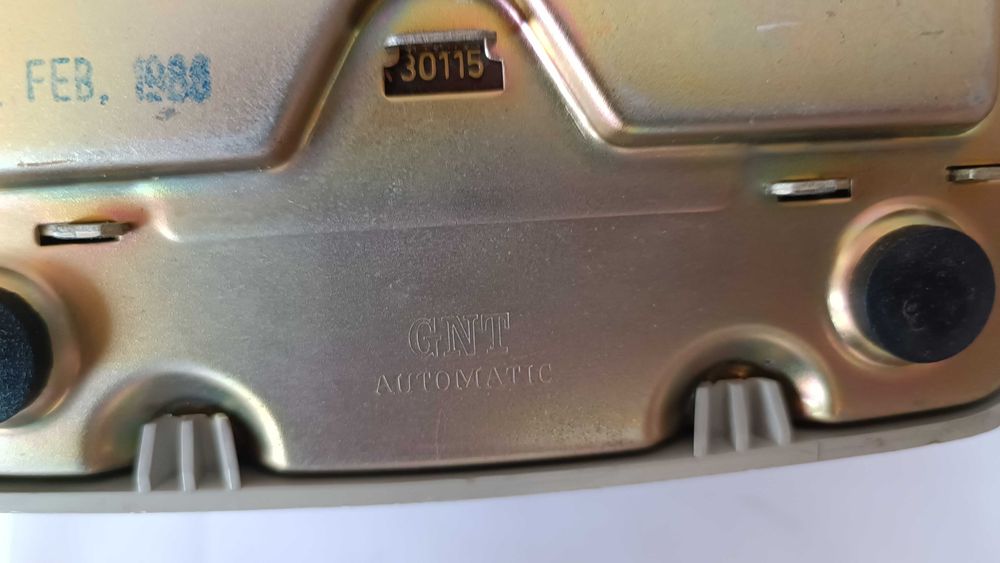 30115
FEB, 1988
GNT
AUTOMATIC